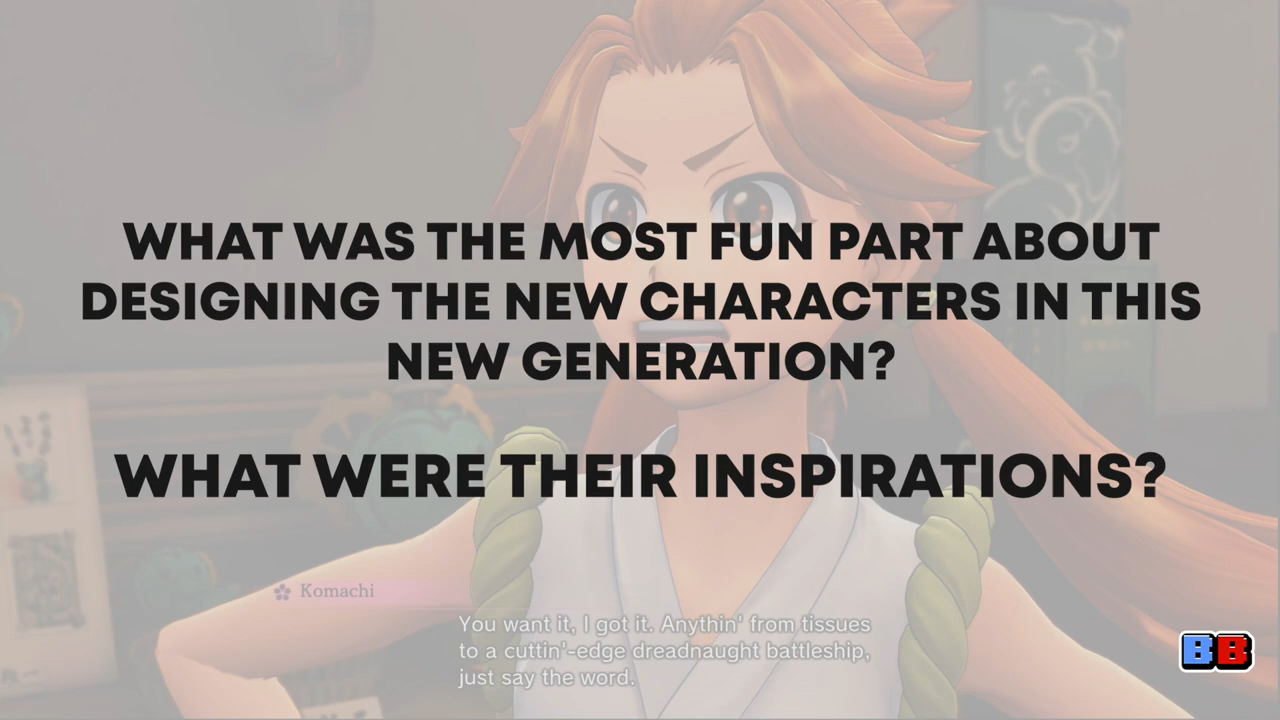 WHAT WAS THE MOST FUN PART ABOUT
DESIGNING THE NEW CHARACTERS IN THIS
NEW GENERATION?
WHAT WERE THEIR INSPIRATIONS?
Komachi
You want it, I got it. Anythin' from tissues
to a cuttin'-edge dreadnaught battleship,
just say the word.
BB